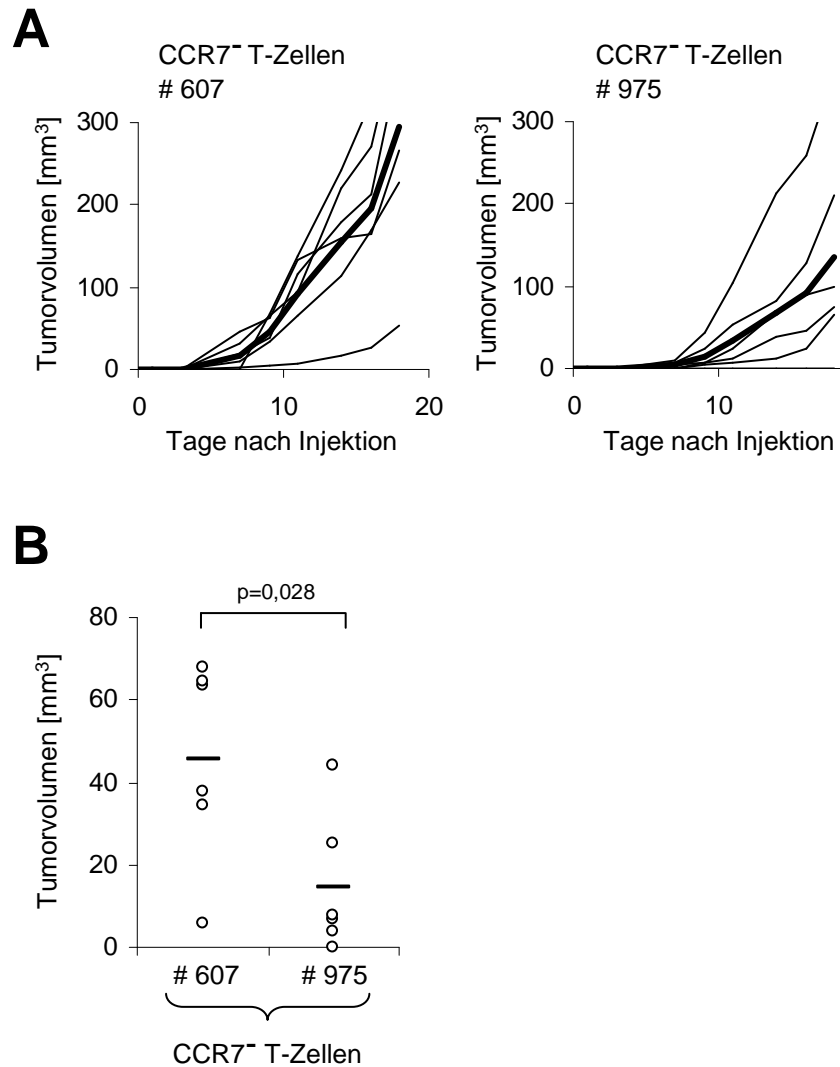 A
CCR7⁻ T-Zellen
# 607
Tumorvolumen [mm³]
300
200
100
0
0
10
20
Tage nach Injektion
CCR7⁻ T-Zellen
# 975
Tumorvolumen [mm³]
300
200
100
0
0
10
Tage nach Injektion
B
p=0,028
Tumorvolumen [mm³]
80
60
40
20
0
# 607
# 975
CCR7⁻ T-Zellen